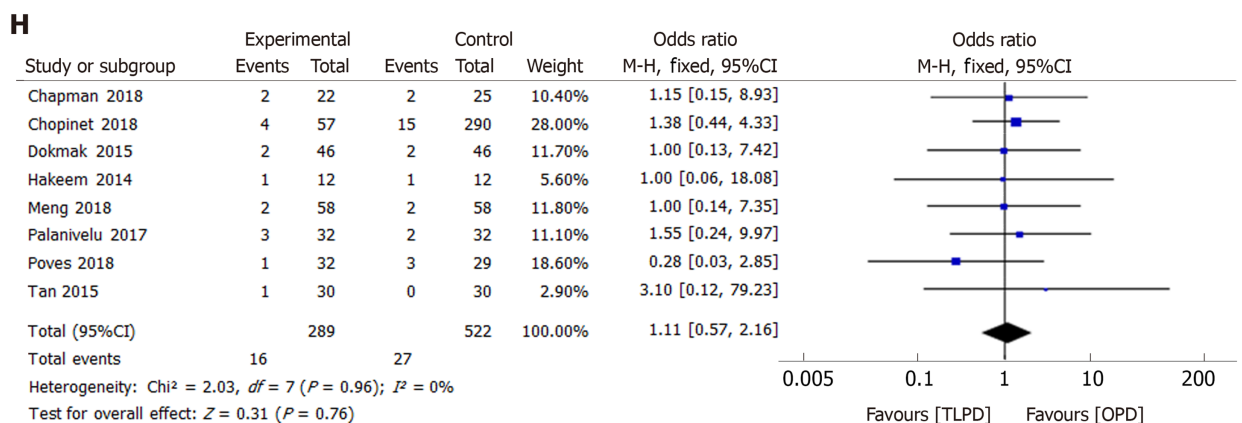 H
Experimental Control Odds ratio Odds ratio
Study or subgroup Events Total Events Total Weight M-H, fixed, 95%CI M-H, fixed, 95%CI
Chapman 2018 2 22 2 25 10.40% 1.15 [0.15, 8.93]
Chopinet 2018 4 57 15 290 28.00% 1.38 [0.44, 4.33]
Dokmak 2015 2 46 2 46 11.70% 1.00 [0.13, 7.42]
Hakeem 2014 1 12 1 12 5.60% 1.00 [0.06, 18.08]
Meng 2018 2 58 2 58 11.80% 1.00 [0.14, 7.35]
Palanivelu 2017 3 32 2 32 11.10% 1.55 [0.24, 9.97]
Poves 2018 1 32 3 29 18.60% 0.28 [0.03, 2.85]
Tan 2015 1 30 0 30 2.90% 3.10 [0.12, 79.23]
Total (95%CI) 289 522 100.00% 1.11 [0.57, 2.16]
Total events 16 27
Heterogeneity: Chi² = 2.03, df = 7 (P = 0.96); I² = 0%
Test for overall effect: Z = 0.31 (P = 0.76)
0.005 0.1 1 10 200
Favours [TLPD] Favours [OPD]